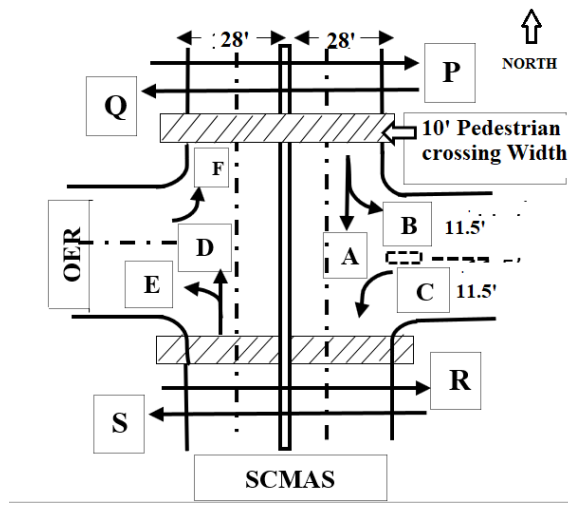 28' 28'
P
NORTH
Q
10' Pedestrian
crossing Width
F
B 11.5'
OER
D
A
E
C 11.5'
R
S
SCMAS